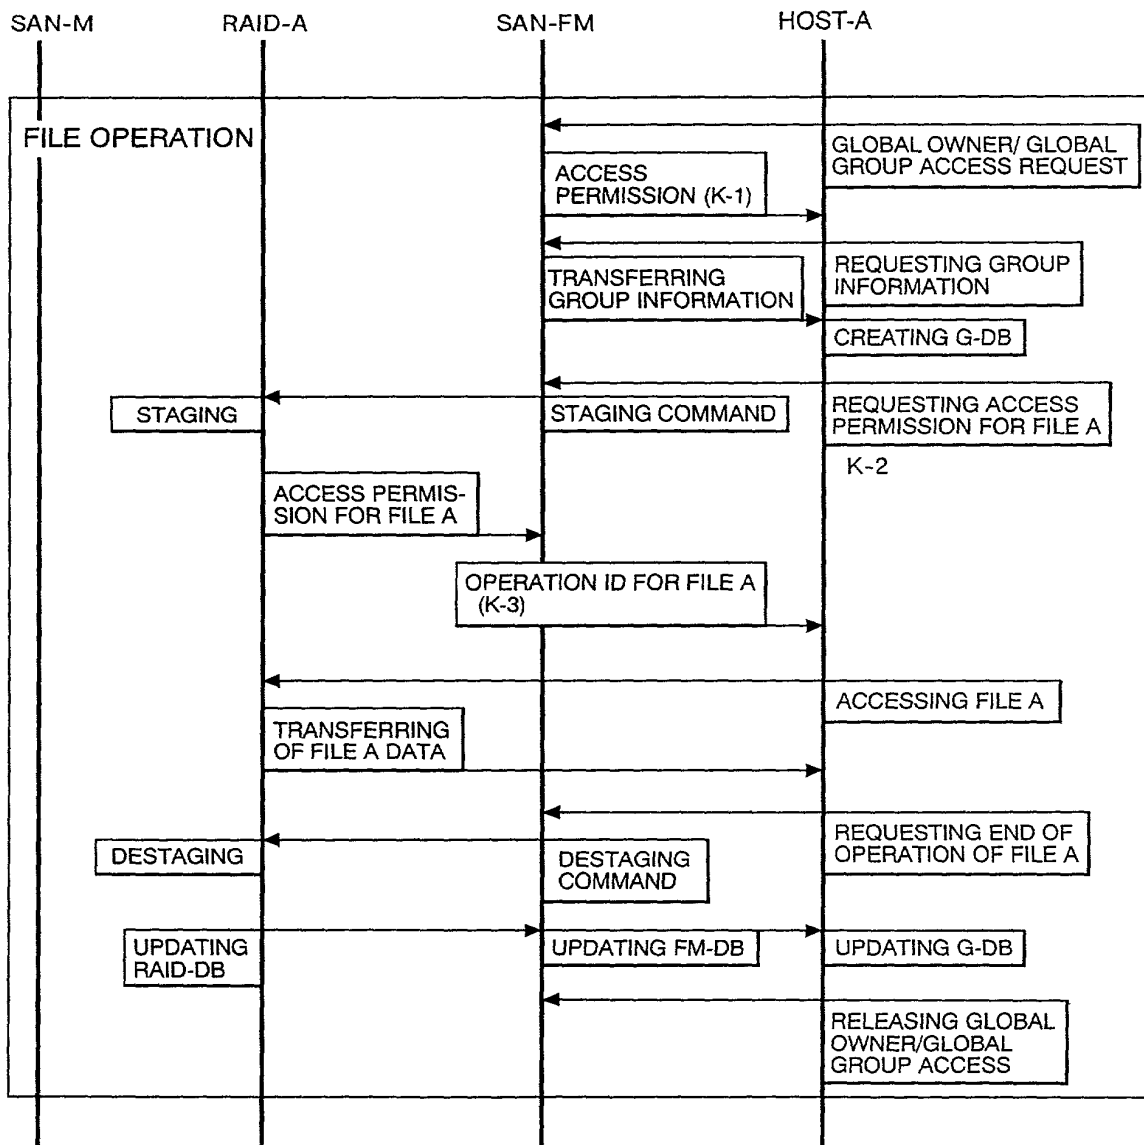 SAN-M RAID-A SAN-FM HOST-A
FILE OPERATION
GLOBAL OWNER/ GLOBAL
GROUP ACCESS REQUEST
ACCESS
PERMISSION (K-1)
REQUESTING GROUP
INFORMATION
TRANSFERRING
GROUP INFORMATION
CREATING G-DB
REQUESTING ACCESS
PERMISSION FOR FILE A
K-2
STAGING COMMAND
STAGING
ACCESS PERMIS-
SION FOR FILE A
OPERATION ID FOR FILE A
(K-3)
ACCESSING FILE A
TRANSFERRING
OF FILE A DATA
REQUESTING END OF
OPERATION OF FILE A
DESTAGING
COMMAND
DESTAGING
UPDATING
RAID-DB
UPDATING FM-DB
UPDATING G-DB
RELEASING GLOBAL
OWNER/GLOBAL
GROUP ACCESS